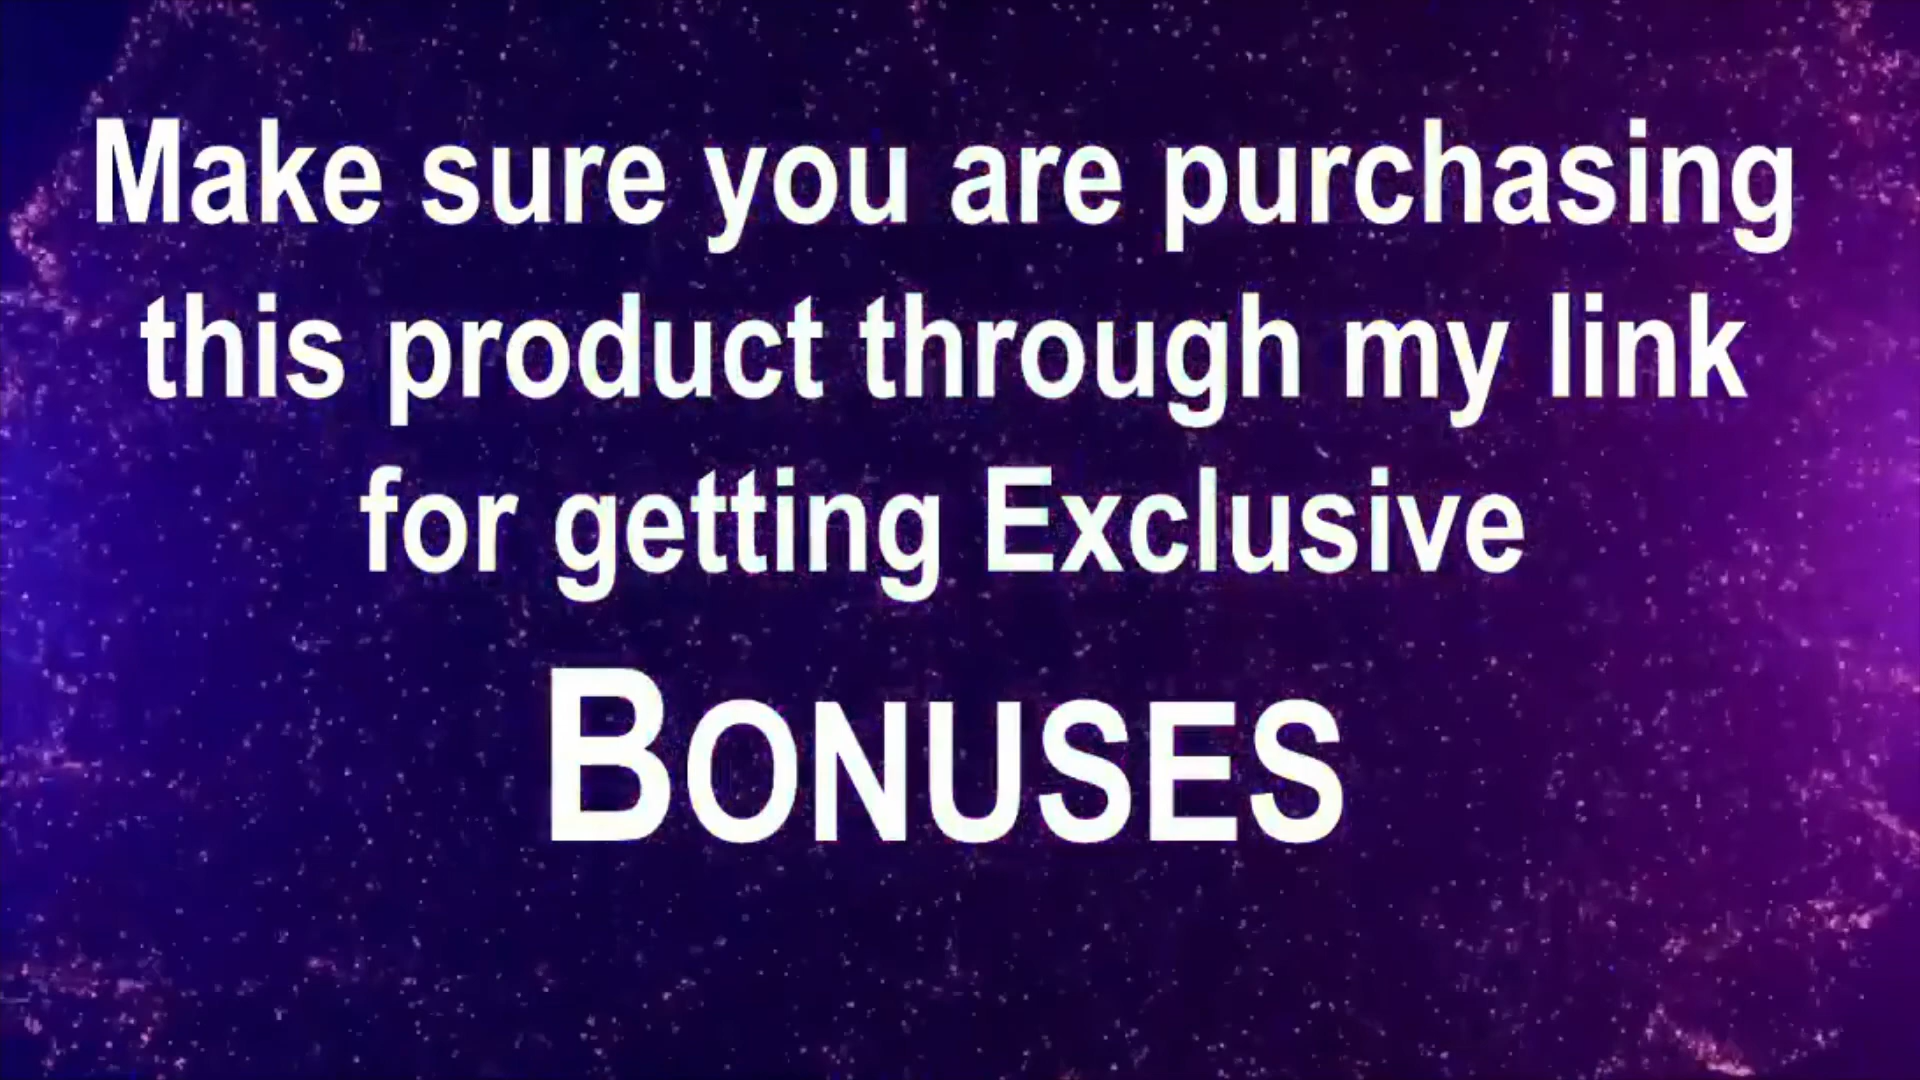 Make sure you are purchasing
this product through my link
for getting Exclusive
BONUSES